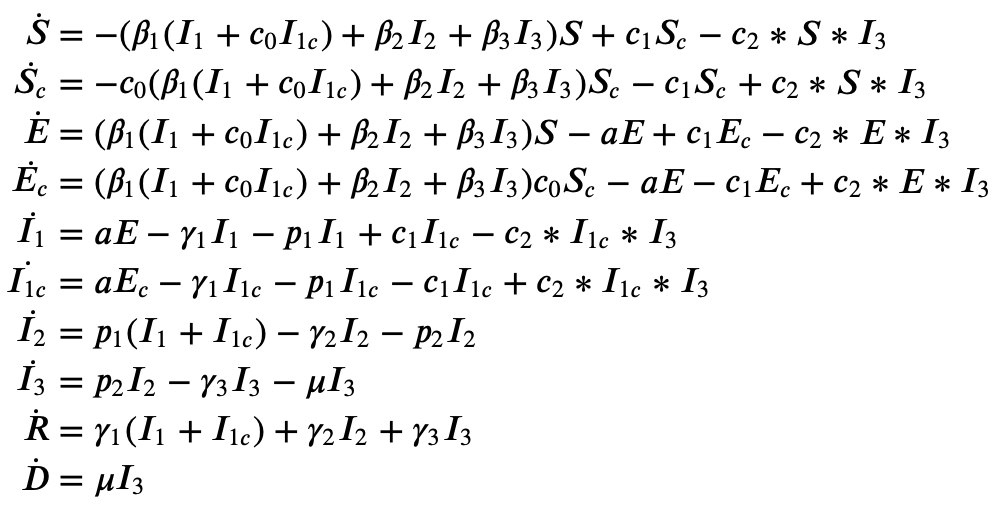 Ṡ = −(β₁(I₁ + c₀I₁c) + β₂I₂ + β₃I₃)S + c₁Sc − c₂ * S * I₃
Ṡc = −c₀(β₁(I₁ + c₀I₁c) + β₂I₂ + β₃I₃)Sc − c₁Sc + c₂ * S * I₃
Ė = (β₁(I₁ + c₀I₁c) + β₂I₂ + β₃I₃)S − aE + c₁Ec − c₂ * E * I₃
Ėc = (β₁(I₁ + c₀I₁c) + β₂I₂ + β₃I₃)c₀Sc − aE − c₁Ec + c₂ * E * I₃
İ₁ = aE − γ₁I₁ − p₁I₁ + c₁I₁c − c₂ * I₁c * I₃
İ₁c = aEc − γ₁I₁c − p₁I₁c − c₁I₁c + c₂ * I₁c * I₃
İ₂ = p₁(I₁ + I₁c) − γ₂I₂ − p₂I₂
İ₃ = p₂I₂ − γ₃I₃ − μI₃
Ṙ = γ₁(I₁ + I₁c) + γ₂I₂ + γ₃I₃
Ḋ = μI₃